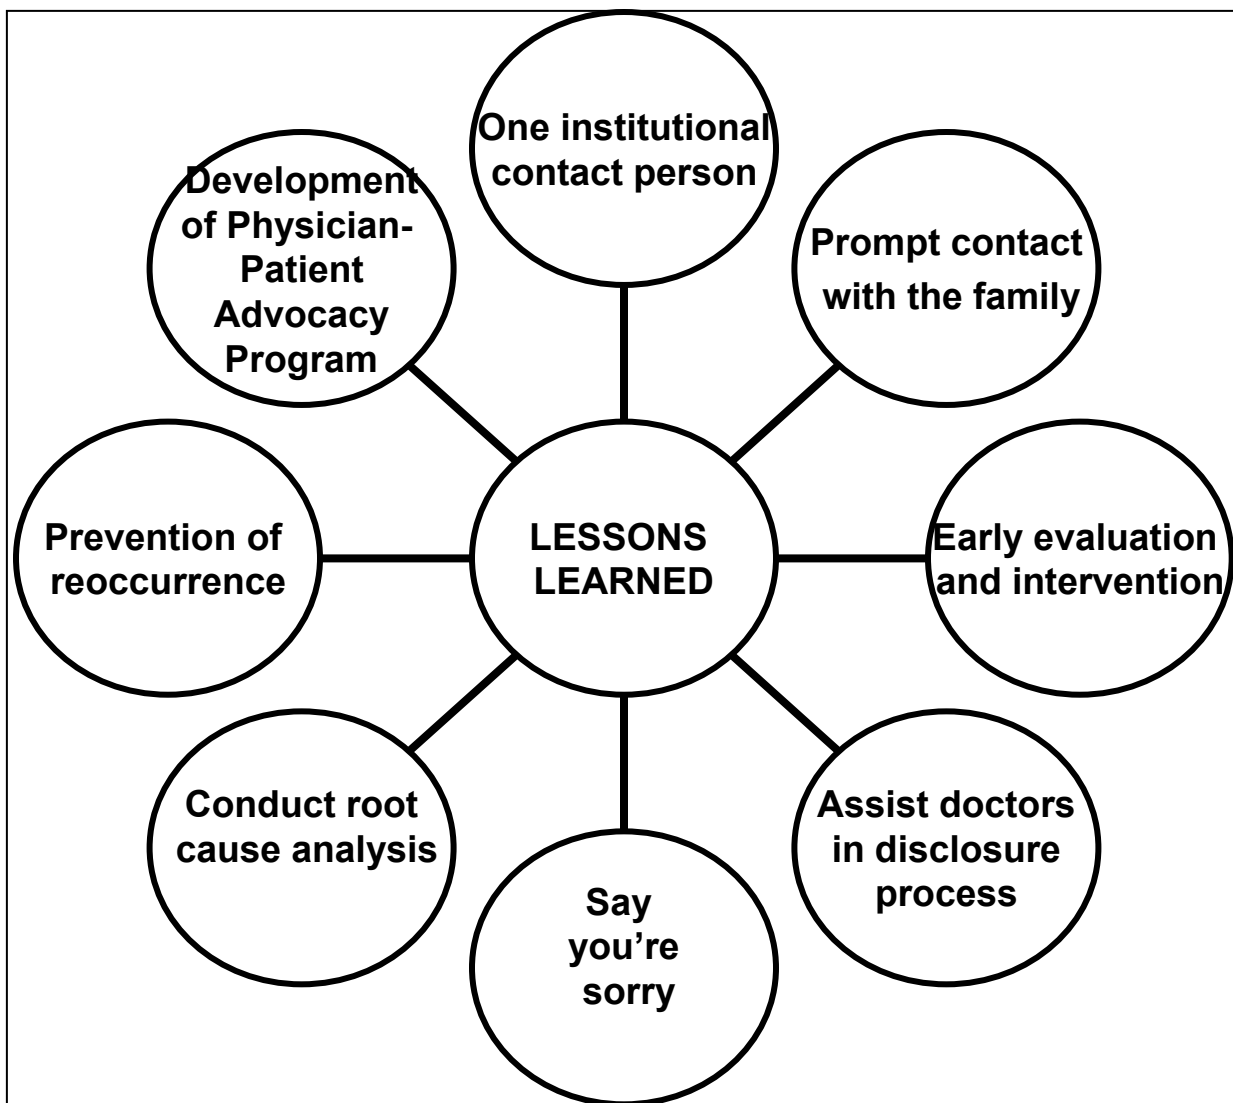 One institutional
contact person
Prompt contact
with the family
Early evaluation
and intervention
Assist doctors
in disclosure
process
Say
you’re
sorry
Conduct root
cause analysis
Prevention of
reoccurrence
Development
of Physician-
Patient
Advocacy
Program
LESSONS
LEARNED